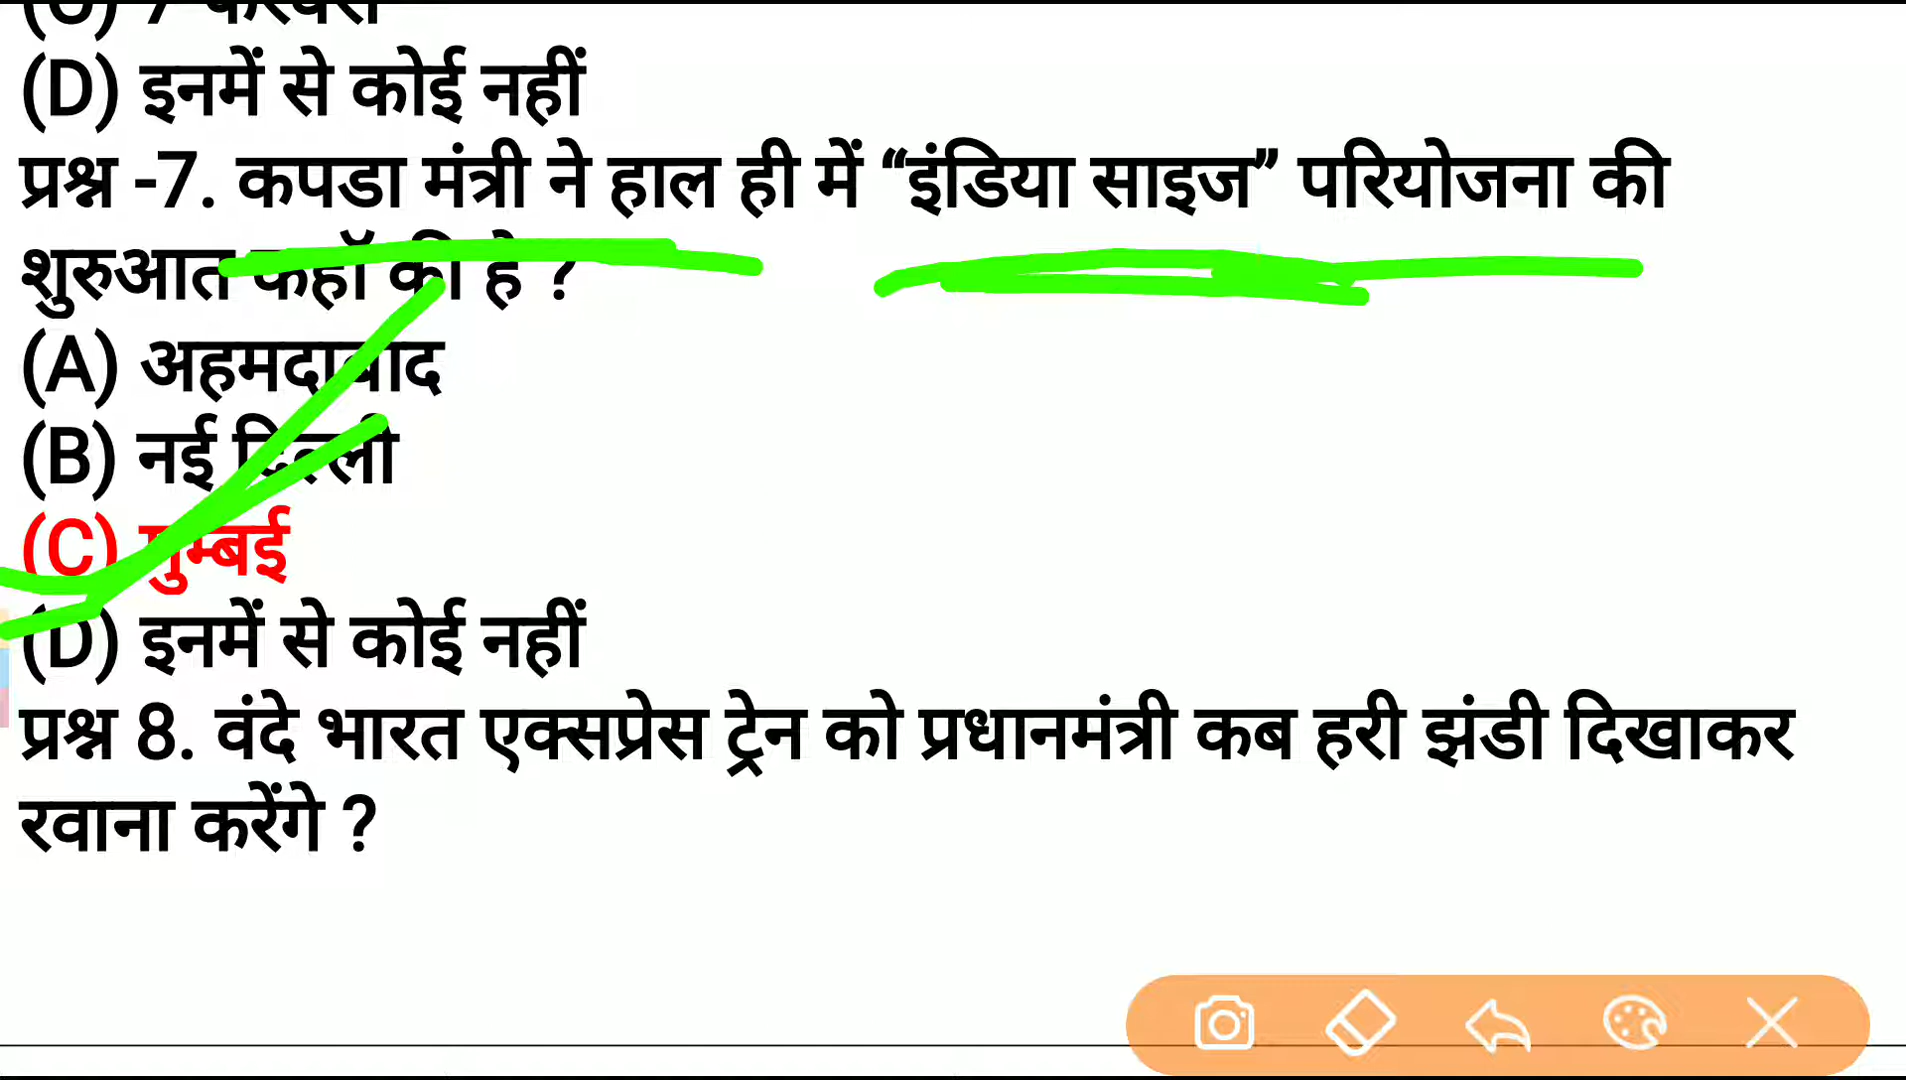 (D) इनमें से कोई नहीं
प्रश्न -7. कपडा मंत्री ने हाल ही में “इंडिया साइज” परियोजना की
शुरुआत कहॉ की है ?
(A) अहमदाबाद
(B) नई दिल्ली
(C) मुम्बई
(D) इनमें से कोई नहीं
प्रश्न 8. वंदे भारत एक्सप्रेस ट्रेन को प्रधानमंत्री कब हरी झंडी दिखाकर
रवाना करेंगे ?